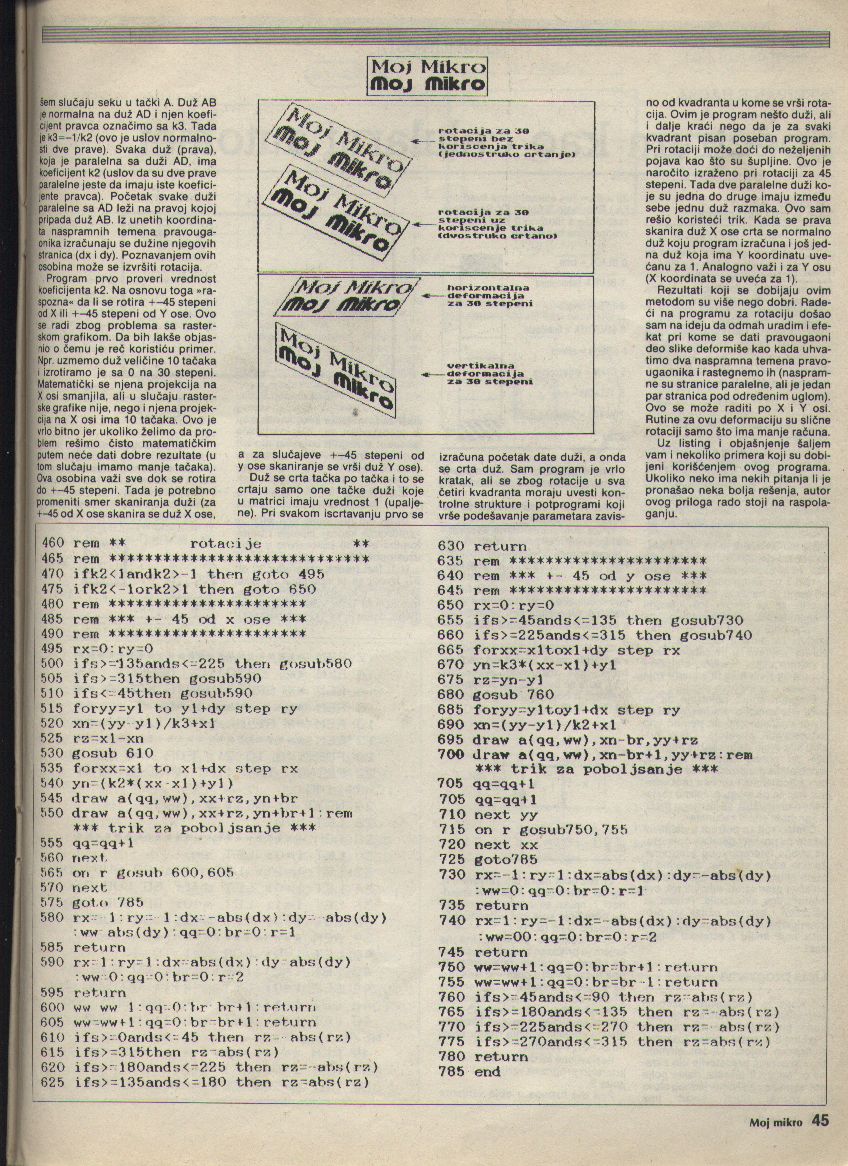 Moj Mikro
Moj Mikro
šem slučaju seku u tački A. Duž AB
je normalna na duž AD i njen koefi-
cijent pravca označimo sa k3. Tada
je k3=–1/k2 (ovo je uslov normalno-
sti dve prave). Svaka duž (prava),
koja je paralelna sa duži AD, ima
koeficijent k2 (uslov da su dve prave
paralelne jeste da imaju iste koefici-
jente pravca). Početak svake duži
paralelne sa AD leži na pravoj kojoj
pripada duž AB. Iz unetih koordina-
ta naspramnih temena pravouga-
onika izračunaju se dužine njegovih
stranica (dx i dy). Poznavanjem ovih
osobina može se izvršiti rotacija.
Program prvo proveri vrednost
koeficijenta k2. Na osnovu toga »ra-
spozna« da li se rotira +–45 stepeni
od X ili +–45 stepeni od Y ose. Ovo
se radi zbog problema sa raster-
skom grafikom. Da bih lakše objas-
nio o čemu je reč koristiću primer.
Npr. uzmemo duž veličine 10 tačaka
i izrotiramo je sa 0 na 30 stepeni.
Matematički se njena projekcija na
X osi smanjila, ali u slučaju raster-
ske grafike nije, nego i njena projek-
cija na X osi ima 10 tačaka. Ovo je
vrlo bitno jer ukoliko želimo da pro-
blem rešimo čisto matematičkim
putem neće dati dobre rezultate (u
tom slučaju imamo manje tačaka).
Ova osobina važi sve dok se rotira
do +–45 stepeni. Tada je potrebno
promeniti smer skaniranja duži (za
+–45 od X ose skanira se duž X ose,
Moj Mikro
Moj Mikro
rotacija za 30
stepeni bez
koriscenja trika
(jednostruko crtanje)
Moj Mikro
Moj Mikro
rotacija za 30
stepeni uz
koriscenje trika
(dvostruko crtano)
Moj Mikro
Moj Mikro
horizontalna
deformacija
za 30 stepeni
Moj Mikro
Moj Mikro
vertikalna
deformacija
za 30 stepeni
a za slučajeve +–45 stepeni od
y ose skaniranje se vrši duž Y ose).
Duž se crta tačka po tačka i to se
crtaju samo one tačke duži koje
u matrici imaju vrednost 1 (upalje-
ne). Pri svakom iscrtavanju prvo se
izračuna početak date duži, a onda
se crta duž. Sam program je vrlo
kratak, ali se zbog rotacije u sva
četiri kvadranta moraju uvesti kon-
trolne strukture i potprogrami koji
vrše podešavanje parametara zavis-
no od kvadranta u kome se vrši rota-
cija. Ovim je program nešto duži, ali
i dalje kraći nego da je za svaki
kvadrant pisan poseban program.
Pri rotaciji može doći do neželjenih
pojava kao što su šupljine. Ovo je
naročito izraženo pri rotaciji za 45
stepeni. Tada dve paralelne duži ko-
je su jedna do druge imaju između
sebe jednu duž razmaka. Ovo sam
rešio koristeći trik. Kada se prava
skanira duž X ose crta se normalno
duž koju program izračuna i još jed-
na duž koja ima Y koordinatu uve-
ćanu za 1. Analogno važi i za Y osu
(X koordinata se uveća za 1).
Rezultati koji se dobijaju ovim
metodom su više nego dobri. Rade-
ći na programu za rotaciju došao
sam na ideju da odmah uradim i efe-
kat pri kome se dati pravougaoni
deo slike deformiše kao kada uhva-
timo dva naspramna temena pravo-
ugaonika i rastegnemo ih (naspram-
ne su stranice paralelne, ali je jedan
par stranica pod određenim uglom).
Ovo se može raditi po X i Y osi.
Rutine za ovu deformaciju su slične
rotaciji samo što ima manje računa.
Uz listing i objašnjenje šaljem
vam i nekoliko primera koji su dobi-
jeni korišćenjem ovog programa.
Ukoliko neko ima nekih pitanja li je
pronašao neka bolja rešenja, autor
ovog priloga rado stoji na raspola-
ganju.
460 rem ** rotacije **
465 rem *****************************
470 ifk2<1andk2>-1 then goto 495
475 ifk2<-1ork2>1 then goto 650
480 rem **********************
485 rem *** +- 45 od x ose ***
490 rem **********************
495 rx=0:ry=0
500 ifs>=135ands<=225 then gosub580
505 ifs>=315then gosub590
510 ifs<=45then gosub590
515 foryy=y1 to y1+dy step ry
520 xn=(yy-y1)/k3+x1
525 rz=x1-xn
530 gosub 610
535 forxx=x1 to x1+dx step rx
540 yn=(k2*(xx-x1)+y1)
545 draw a(qq,ww),xx+rz,yn+br
550 draw a(qq,ww),xx+rz,yn+br+1:rem
*** trik za poboljsanje ***
555 qq=qq+1
560 next
565 on r gosub 600,605
570 next
575 goto 785
580 rx=-1:ry=-1:dx=-abs(dx):dy=-abs(dy)
:ww=abs(dy):qq=0:br=0:r=1
585 return
590 rx=1:ry=1:dx=abs(dx):dy=abs(dy)
:ww=0:qq=0:br=0:r=2
595 return
600 ww=ww-1:qq=0:br=br+1:return
605 ww=ww+1:qq=0:br=br+1:return
610 ifs>=0ands<=45 then rz=-abs(rz)
615 ifs>=315then rz=abs(rz)
620 ifs>=180ands<=225 then rz=-abs(rz)
625 ifs>=135ands<=180 then rz=abs(rz)
630 return
635 rem **********************
640 rem *** +- 45 od y ose ***
645 rem **********************
650 rx=0:ry=0
655 ifs>=45ands<=135 then gosub730
660 ifs>=225ands<=315 then gosub740
665 forxx=x1tox1+dy step rx
670 yn=k3*(xx-x1)+y1
675 rz=yn-y1
680 gosub 760
685 foryy=y1toy1+dx step ry
690 xn=(yy-y1)/k2+x1
695 draw a(qq,ww),xn-br,yy+rz
700 draw a(qq,ww),xn-br+1,yy+rz:rem
*** trik za poboljsanje ***
705 qq=qq+1
705 qq=qq+1
710 next yy
715 on r gosub750,755
720 next xx
725 goto785
730 rx=-1:ry=1:dx=abs(dx):dy=-abs(dy)
:ww=0:qq=0:br=0:r=1
735 return
740 rx=1:ry=-1:dx=-abs(dx):dy=abs(dy)
:ww=00:qq=0:br=0:r=2
745 return
750 ww=ww+1:qq=0:br=br+1:return
755 ww=ww+1:qq=0:br=br-1:return
760 ifs>=45ands<=90 then rz=abs(rz)
765 ifs>=180ands<=135 then rz=-abs(rz)
770 ifs>=225ands<=270 then rz=-abs(rz)
775 ifs>=270ands<=315 then rz=abs(rz)
780 return
785 end
Moj mikro 45